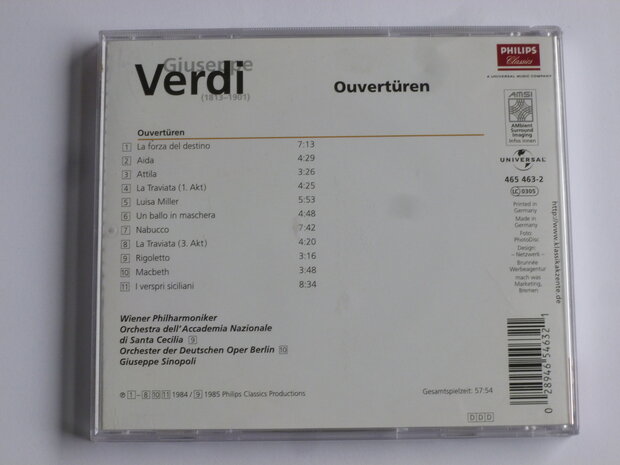 Giuseppe
Verdi
(1813–1901)
Ouvertüren
PHILIPS
Classics
A UNIVERSAL MUSIC COMPANY
Ouvertüren
1 La forza del destino 7:13
2 Aida 4:29
3 Attila 3:26
4 La Traviata (1. Akt) 4:25
5 Luisa Miller 5:53
6 Un ballo in maschera 4:48
7 Nabucco 7:42
8 La Traviata (3. Akt) 4:20
9 Rigoletto 3:16
10 Macbeth 3:48
11 I verspri siciliani 8:34
Wiener Philharmoniker
Orchestra dell'Accademia Nazionale
di Santa Cecilia 9
Orchester der Deutschen Oper Berlin 10
Giuseppe Sinopoli
℗ 1 – 8 10 11 1984 / 9 1985 Philips Classics Productions
Gesamtspielzeit: 57:54
DDD
AMSI
AMbient
Surround
Imaging
Infos innen
UNIVERSAL
465 463-2
LC 0305
Printed in
Germany
Made in
Germany
Foto:
PhotoDisc
Design:
– Netzwerk –
Brunnée
Werbeagentur
mach was
Marketing,
Bremen
http://www.klassikakzente.de
0 28946 54632 1